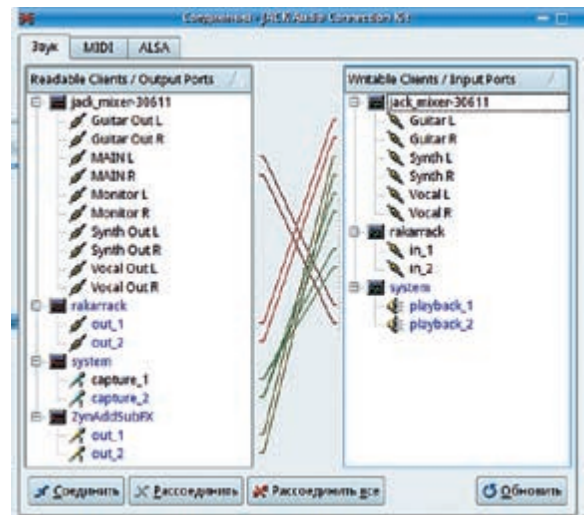 Соединения - JACK Audio Connection Kit
Звук MIDI ALSA
Readable Clients / Output Ports
jack_mixer-30611
Guitar Out L
Guitar Out R
MAIN L
MAIN R
Monitor L
Monitor R
Synth Out L
Synth Out R
Vocal Out L
Vocal Out R
rakarrack
out_1
out_2
system
capture_1
capture_2
ZynAddSubFX
out_1
out_2
Writable Clients / Input Ports
jack_mixer-30611
Guitar L
Guitar R
Synth L
Synth R
Vocal L
Vocal R
rakarrack
in_1
in_2
system
playback_1
playback_2
Соединить Рассоединить Рассоединить все Обновить